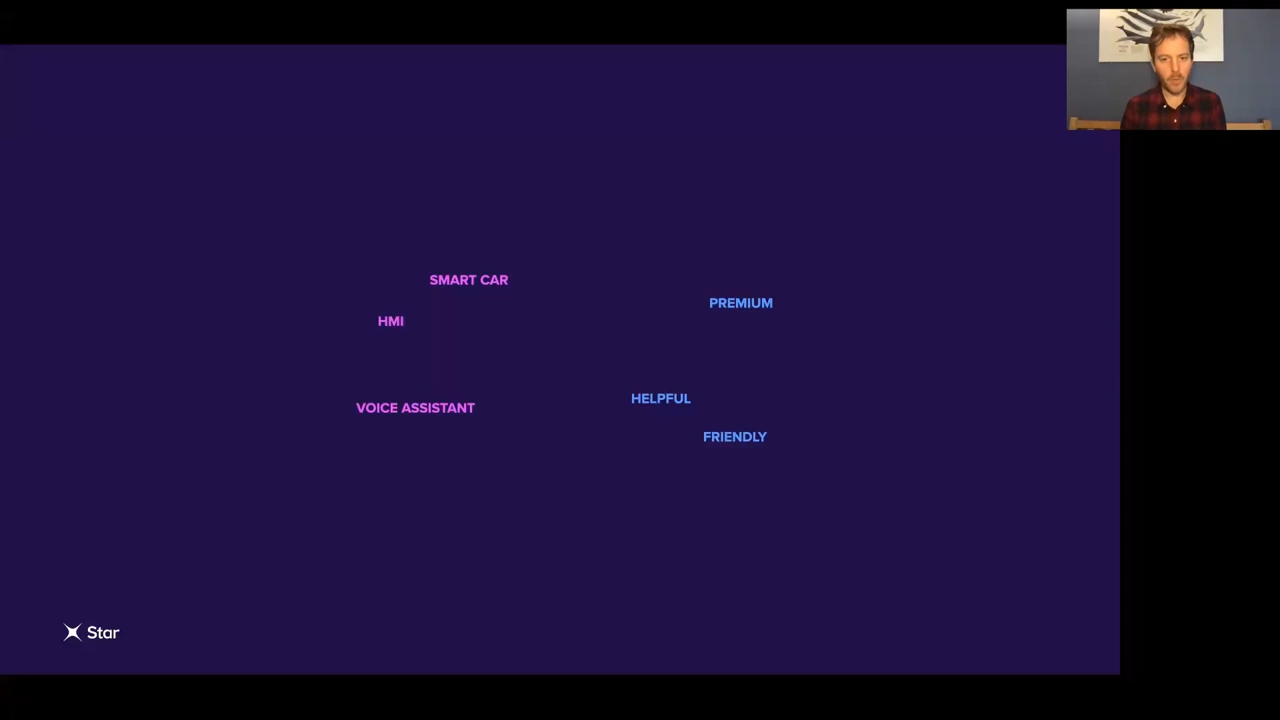 SMART CAR
PREMIUM
HMI
HELPFUL
VOICE ASSISTANT
FRIENDLY
Star